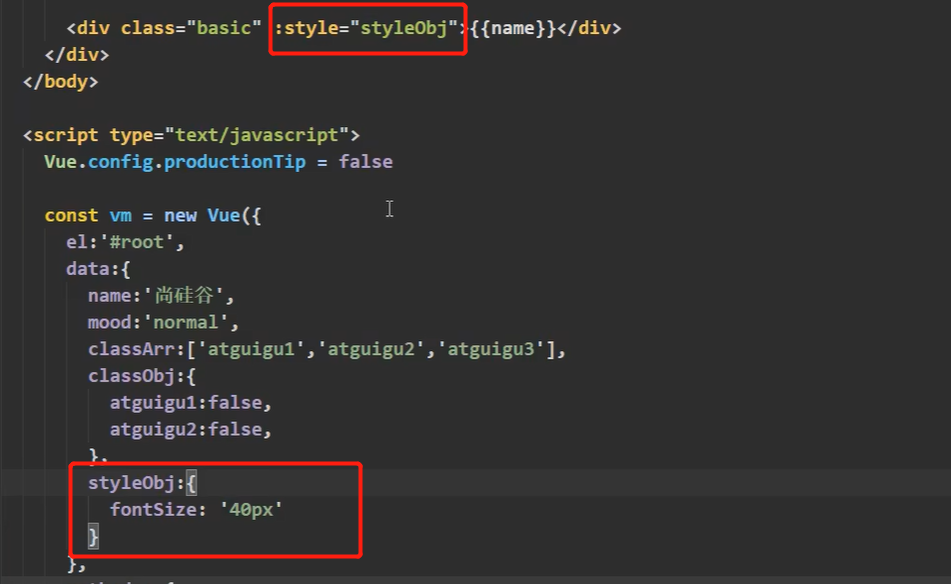 <div class="basic" :style="styleObj">{{name}}</div>
</div>
</body>
<script type="text/javascript">
Vue.config.productionTip = false
const vm = new Vue({
el:'#root',
data:{
name:'尚硅谷',
mood:'normal',
classArr:['atguigu1','atguigu2','atguigu3'],
classObj:{
atguigu1:false,
atguigu2:false,
},
styleObj:{
fontSize: '40px'
}
},